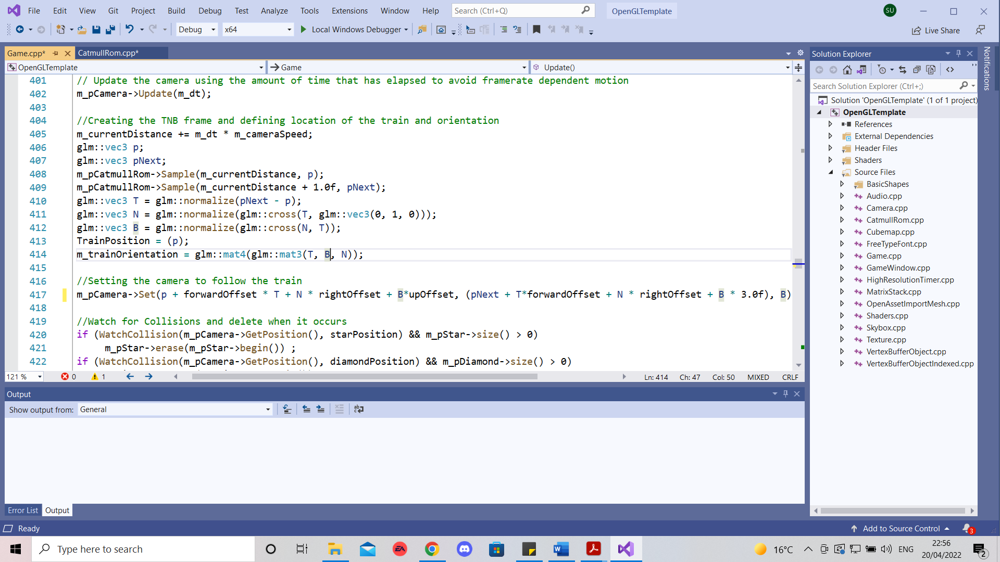 File Edit View Git Project Build Debug Test Analyze Tools Extensions Window Help Search (Ctrl+Q) OpenGLTemplate SU
Debug x64 Local Windows Debugger Live Share
Game.cpp* CatmullRom.cpp*
OpenGLTemplate Game Update()
401 // Update the camera using the amount of time that has elapsed to avoid framerate dependent motion
402 m_pCamera->Update(m_dt);
403
404 //Creating the TNB frame and defining location of the train and orientation
405 m_currentDistance += m_dt * m_cameraSpeed;
406 glm::vec3 p;
407 glm::vec3 pNext;
408 m_pCatmullRom->Sample(m_currentDistance, p);
409 m_pCatmullRom->Sample(m_currentDistance + 1.0f, pNext);
410 glm::vec3 T = glm::normalize(pNext - p);
411 glm::vec3 N = glm::normalize(glm::cross(T, glm::vec3(0, 1, 0)));
412 glm::vec3 B = glm::normalize(glm::cross(N, T));
413 TrainPosition = (p);
414 m_trainOrientation = glm::mat4(glm::mat3(T, B, N));
415
416 //Setting the camera to follow the train
417 m_pCamera->Set(p + forwardOffset * T + N * rightOffset + B*upOffset, (pNext + T*forwardOffset + N * rightOffset + B * 3.0f), B)
418
419 //Watch for Collisions and delete when it occurs
420 if (WatchCollision(m_pCamera->GetPosition(), starPosition) && m_pStar->size() > 0)
421 m_pStar->erase(m_pStar->begin()) ;
422 if (WatchCollision(m_pCamera->GetPosition(), diamondPosition) && m_pDiamond->size() > 0)
121 % 0 1 Ln: 414 Ch: 47 Col: 50 MIXED CRLF
Output
Show output from: General
Error List Output
Solution Explorer
Search Solution Explorer (Ctrl+;)
Solution 'OpenGLTemplate' (1 of 1 project)
OpenGLTemplate
References
External Dependencies
Header Files
Shaders
Source Files
BasicShapes
Audio.cpp
Camera.cpp
CatmullRom.cpp
Cubemap.cpp
FreeTypeFont.cpp
Game.cpp
GameWindow.cpp
HighResolutionTimer.cpp
MatrixStack.cpp
OpenAssetImportMesh.cpp
Shaders.cpp
Skybox.cpp
Texture.cpp
VertexBufferObject.cpp
VertexBufferObjectIndexed.cpp
Notifications
Ready Add to Source Control 3
Type here to search EA W 16°C ENG 22:56
20/04/2022 2